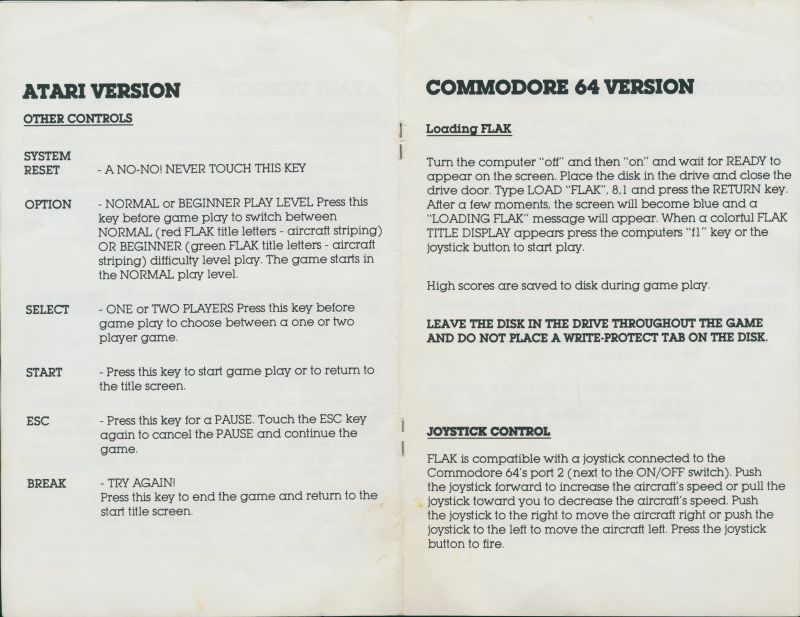 ATARI VERSION
OTHER CONTROLS
SYSTEM
RESET - A NO-NO! NEVER TOUCH THIS KEY
OPTION - NORMAL or BEGINNER PLAY LEVEL Press this
key before game play to switch between
NORMAL (red FLAK title letters - aircraft striping)
OR BEGINNER (green FLAK title letters - aircraft
striping) difficulty level play. The game starts in
the NORMAL play level.
SELECT - ONE or TWO PLAYERS Press this key before
game play to choose between a one or two
player game.
START - Press this key to start game play or to return to
the title screen.
ESC - Press this key for a PAUSE. Touch the ESC key
again to cancel the PAUSE and continue the
game.
BREAK - TRY AGAIN!
Press this key to end the game and return to the
start title screen.
COMMODORE 64 VERSION
Loading FLAK
Turn the computer "off" and then "on" and wait for READY to
appear on the screen. Place the disk in the drive and close the
drive door. Type LOAD "FLAK", 8,1 and press the RETURN key.
After a few moments, the screen will become blue and a
"LOADING FLAK" message will appear. When a colorful FLAK
TITLE DISPLAY appears press the computers "f1" key or the
joystick button to start play.
High scores are saved to disk during game play.
LEAVE THE DISK IN THE DRIVE THROUGHOUT THE GAME
AND DO NOT PLACE A WRITE-PROTECT TAB ON THE DISK.
JOYSTICK CONTROL
FLAK is compatible with a joystick connected to the
Commodore 64's port 2 (next to the ON/OFF switch). Push
the joystick forward to increase the aircraft's speed or pull the
joystick toward you to decrease the aircraft's speed. Push
the joystick to the right to move the aircraft right or push the
joystick to the left to move the aircraft left. Press the joystick
button to fire.